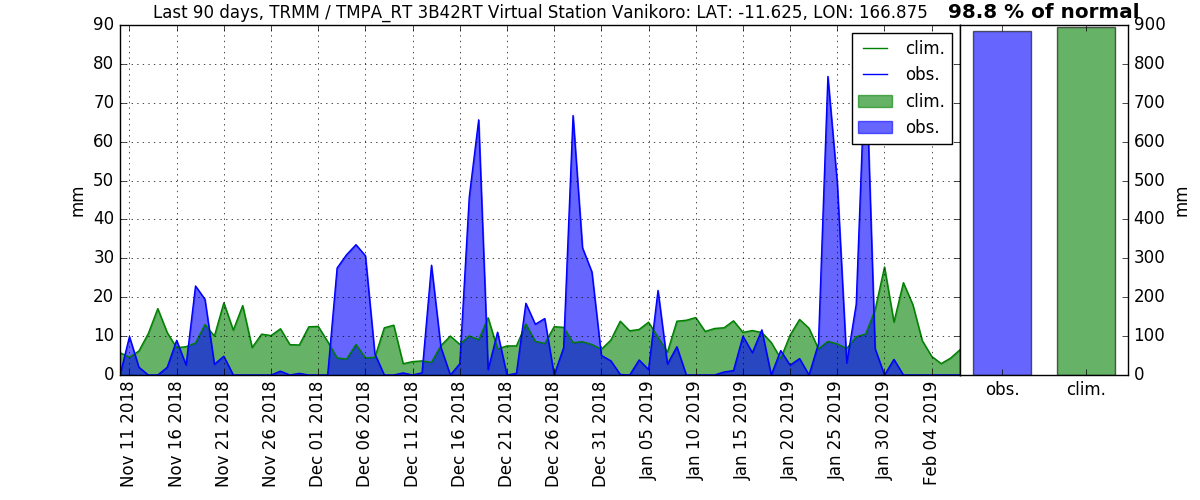 Last 90 days, TRMM / TMPA_RT 3B42RT Virtual Station Vanikoro: LAT: -11.625, LON: 166.875
98.8 % of normal
90
80
70
60
50
40
30
20
10
0
mm
clim.
obs.
clim.
obs.
900
800
700
600
500
400
300
200
100
0
mm
Nov 11 2018
Nov 16 2018
Nov 21 2018
Nov 26 2018
Dec 01 2018
Dec 06 2018
Dec 11 2018
Dec 16 2018
Dec 21 2018
Dec 26 2018
Dec 31 2018
Jan 05 2019
Jan 10 2019
Jan 15 2019
Jan 20 2019
Jan 25 2019
Jan 30 2019
Feb 04 2019
obs.
clim.